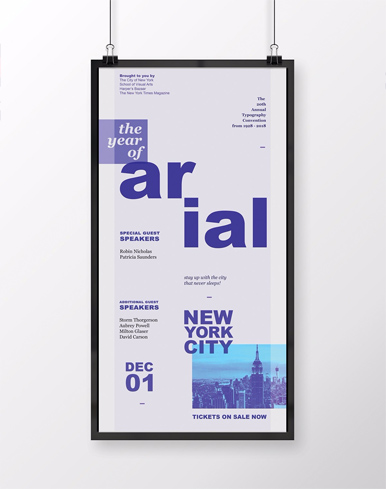 Brought to you by
The City of New York
School of Visual Arts
Harper's Bazaar
The New York Times Magazine
The
20th
Annual
Typography
Convention
from 1998 - 2018
the
year
of
ar
ial
SPECIAL GUEST
SPEAKERS
Robin Nicholas
Patricia Saunders
stay up with the city
that never sleeps!
ADDITIONAL GUEST
SPEAKERS
Storm Thorgerson
Aubrey Powell
Milton Glaser
David Carson
NEW
YORK
CITY
DEC
01
TICKETS ON SALE NOW